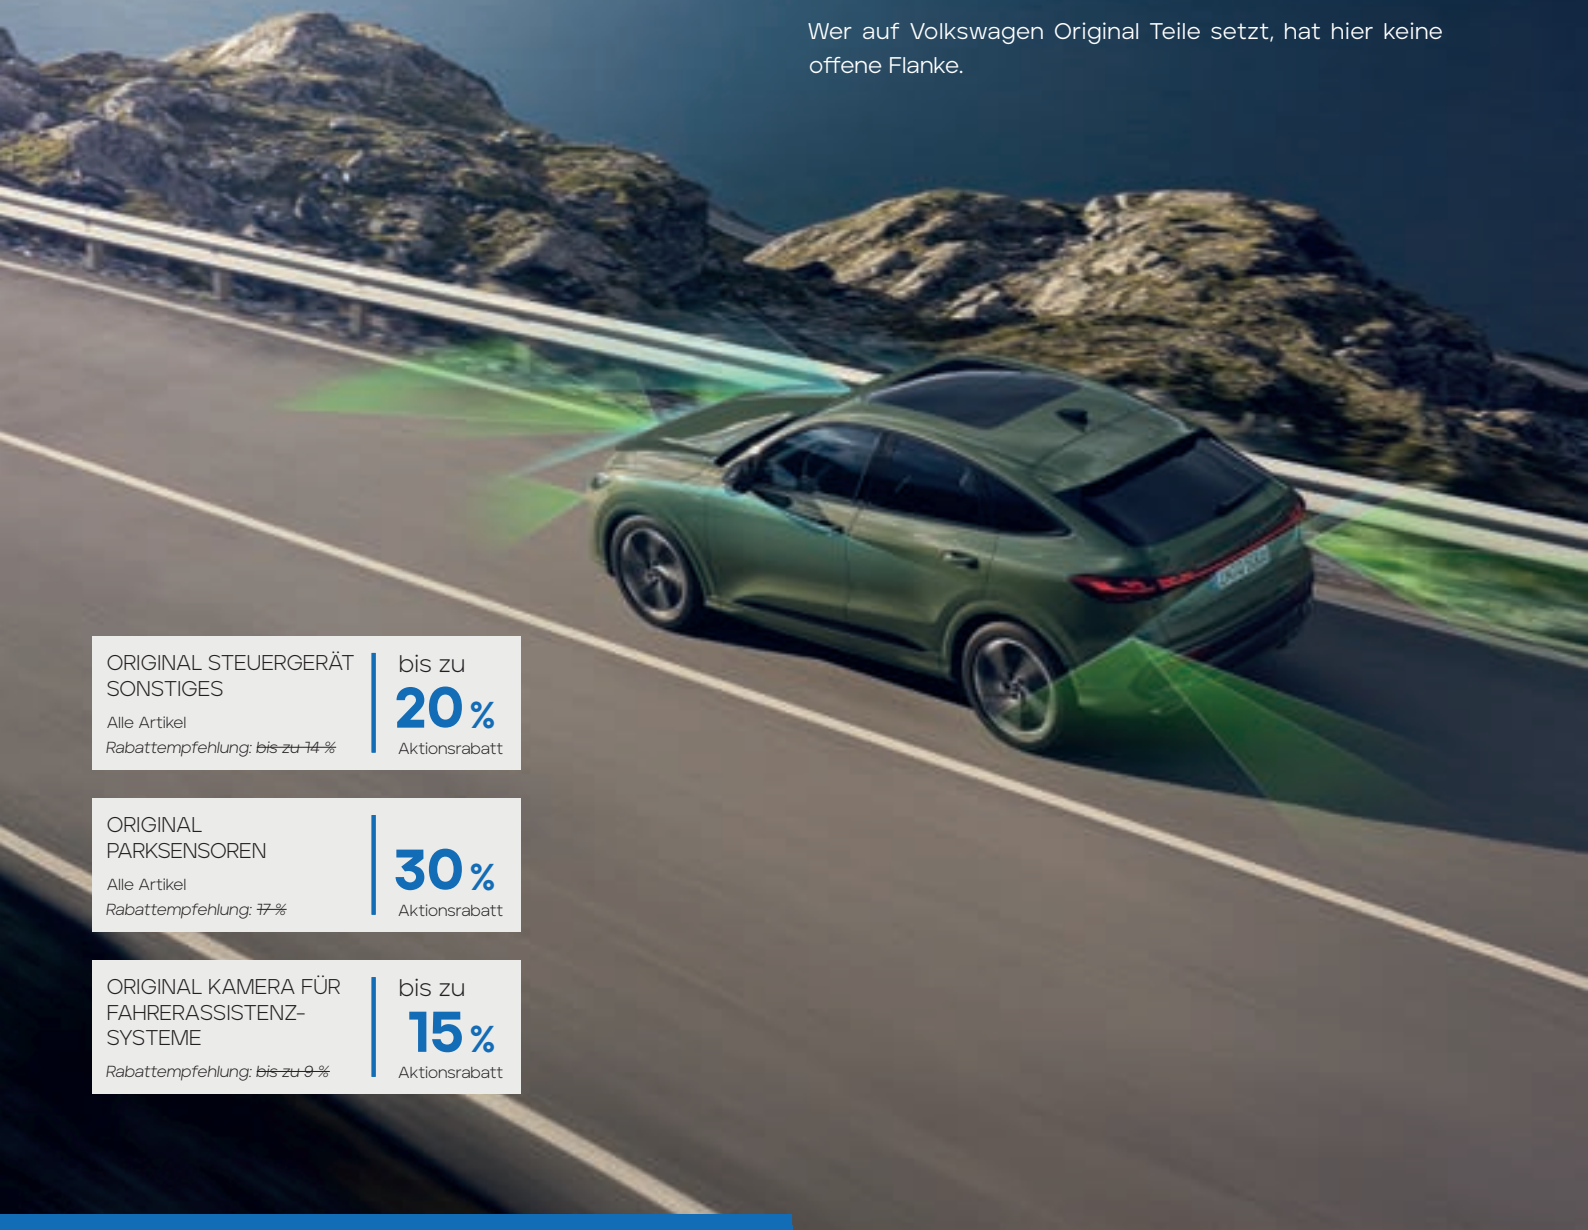 Wer auf Volkswagen Original Teile setzt, hat hier keine
offene Flanke.
ORIGINAL STEUERGERÄT
SONSTIGES
Alle Artikel
Rabattempfehlung: bis zu 14 %
bis zu
20 %
Aktionsrabatt
ORIGINAL
PARKSENSOREN
Alle Artikel
Rabattempfehlung: 17 %
30 %
Aktionsrabatt
ORIGINAL KAMERA FÜR
FAHRERASSISTENZ-
SYSTEME
Rabattempfehlung: bis zu 9 %
bis zu
15 %
Aktionsrabatt